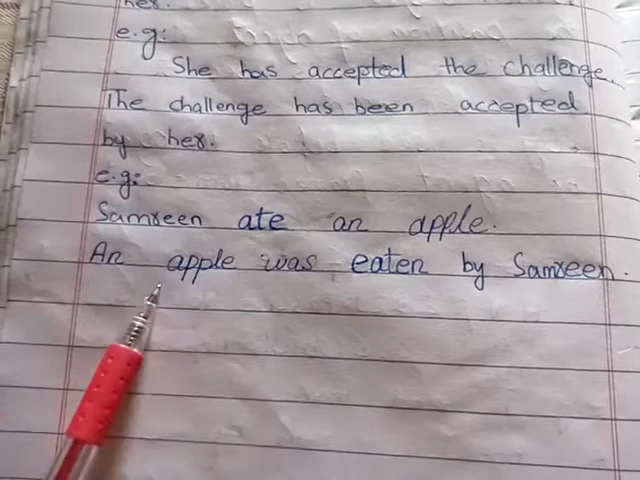 her.
e.g:
She has accepted the challenge.
The challenge has been accepted
by her.
e.g:
Samreen ate an apple.
An apple was eaten by Samreen.